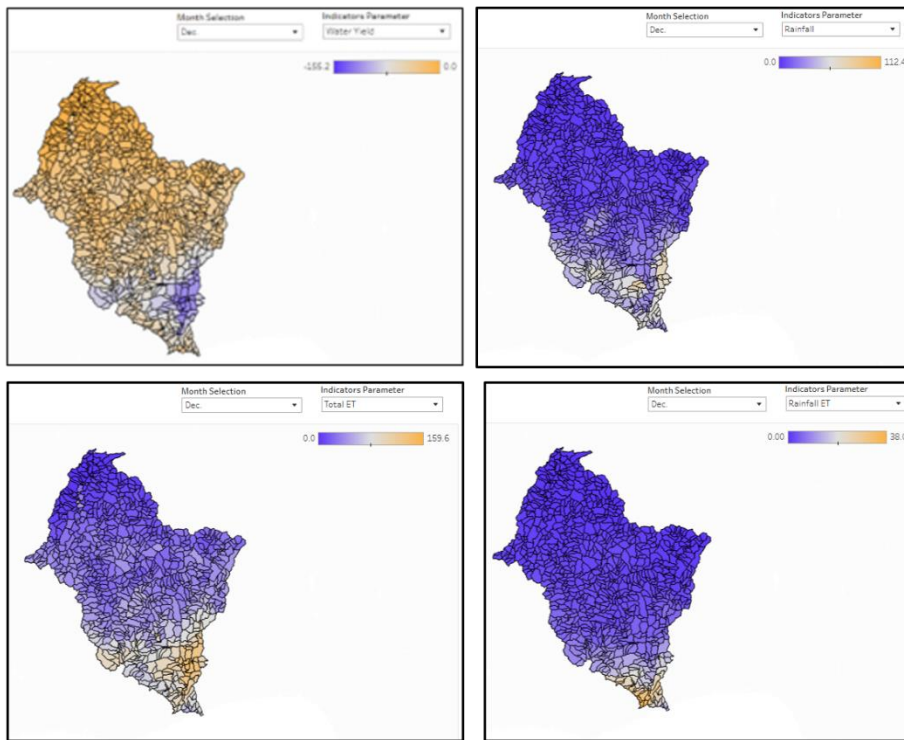 Month Selection
Indicators Parameter
Dec.
Water Yield
-155.2
0.0
Month Selection
Indicators Parameter
Dec.
Rainfall
0.0
112.4
Month Selection
Indicators Parameter
Dec.
Total ET
0.0
159.6
Month Selection
Indicators Parameter
Dec.
Rainfall ET
0.00
38.0